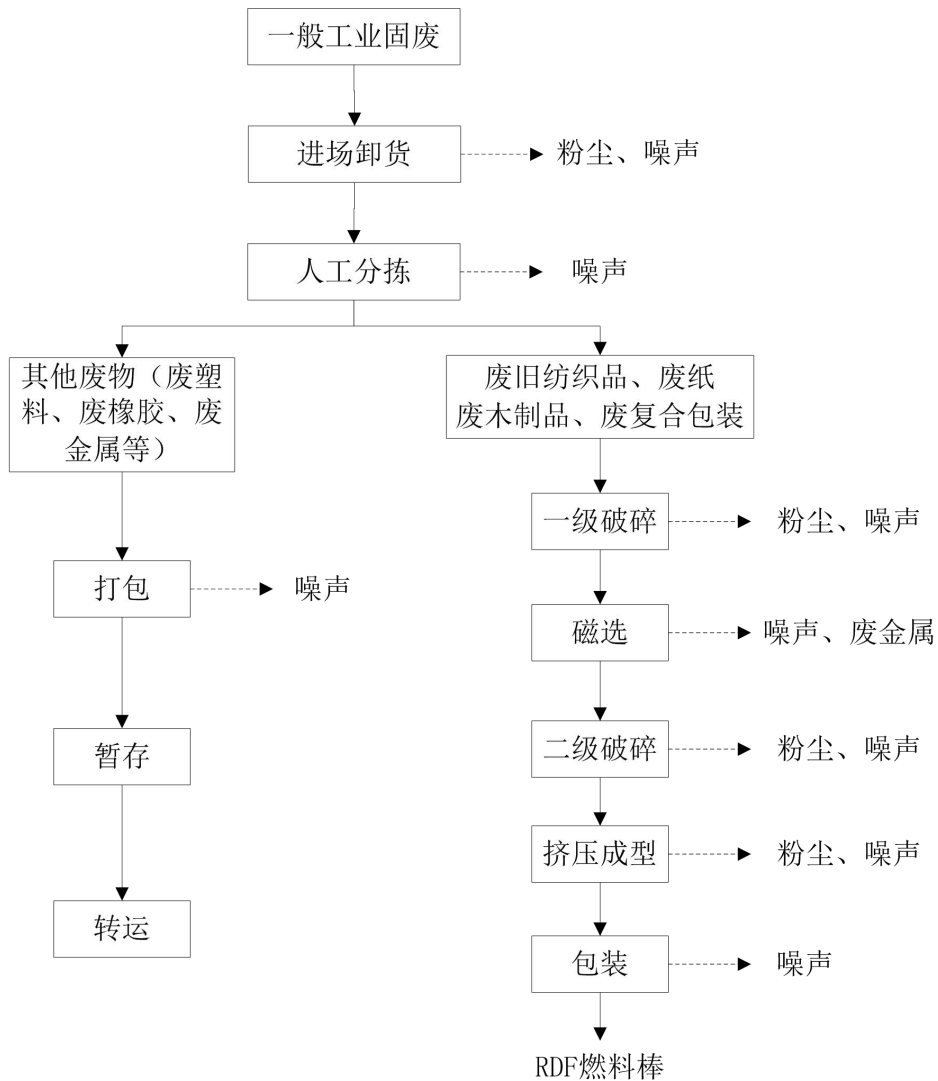 一般工业固废
进场卸货
粉尘、噪声
人工分拣
噪声
其他废物（废塑
料、废橡胶、废
金属等）
废旧纺织品、废纸
废木制品、废复合包装
一级破碎
粉尘、噪声
打包
噪声
磁选
噪声、废金属
暂存
二级破碎
粉尘、噪声
挤压成型
粉尘、噪声
转运
包装
噪声
RDF燃料棒